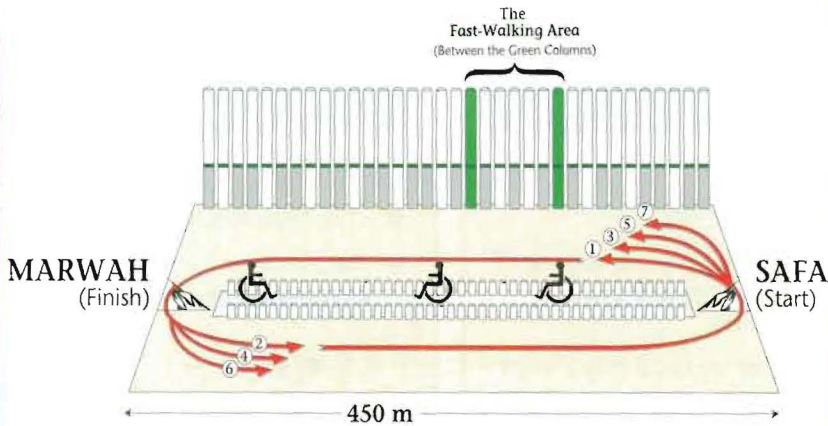 The
Fast-Walking Area
(Between the Green Columns)
7
5
3
1
MARWAH
(Finish)
SAFA
(Start)
2
4
6
450 m